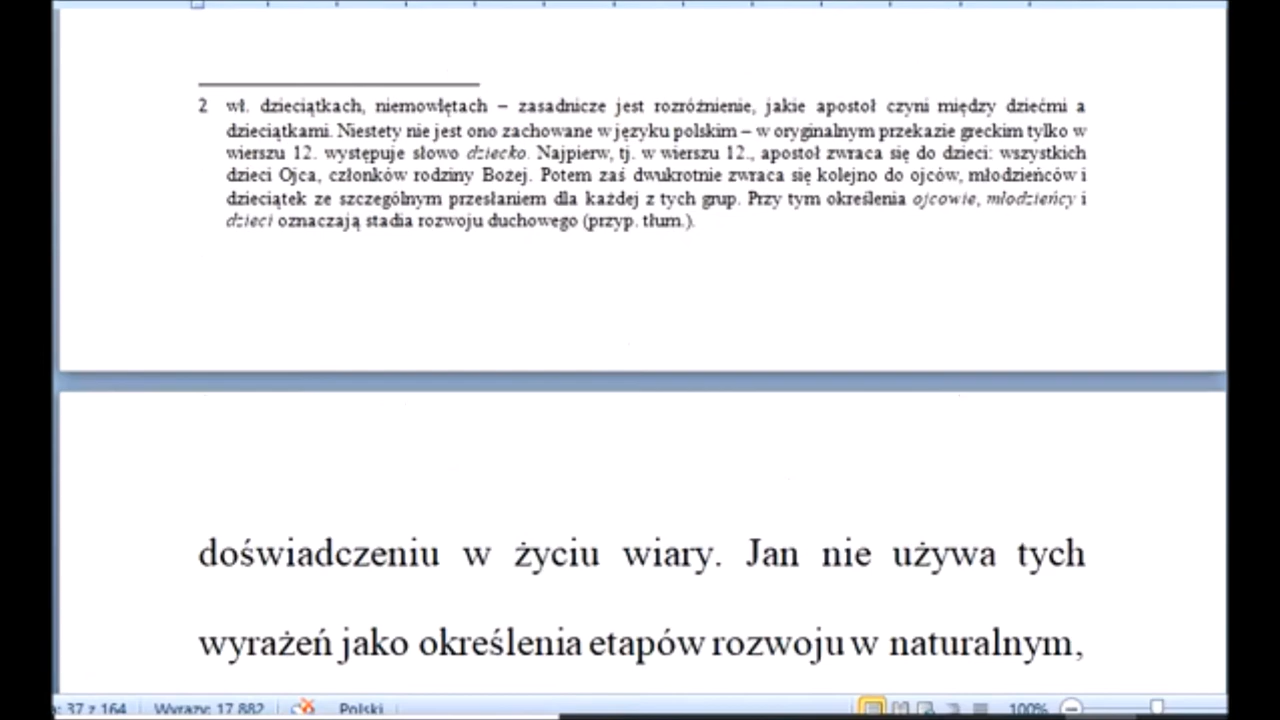 2 wł. dzieciątkach, niemowlętach – zasadnicze jest rozróżnienie, jakie apostoł czyni między dziećmi a
dzieciątkami. Niestety nie jest ono zachowane w języku polskim – w oryginalnym przekazie greckim tylko w
wierszu 12. występuje słowo dziecko. Najpierw, tj. w wierszu 12., apostoł zwraca się do dzieci: wszystkich
dzieci Ojca, członków rodziny Bożej. Potem zaś dwukrotnie zwraca się kolejno do ojców, młodzieńców i
dzieciątek ze szczególnym przesłaniem dla każdej z tych grup. Przy tym określenia ojcowie, młodzieńcy i
dzieci oznaczają stadia rozwoju duchowego (przyp. tłum.).
doświadczeniu w życiu wiary. Jan nie używa tych
wyrażeń jako określenia etapów rozwoju w naturalnym,
: 37 z 164 Wyrazy: 17 882 Polski 100%